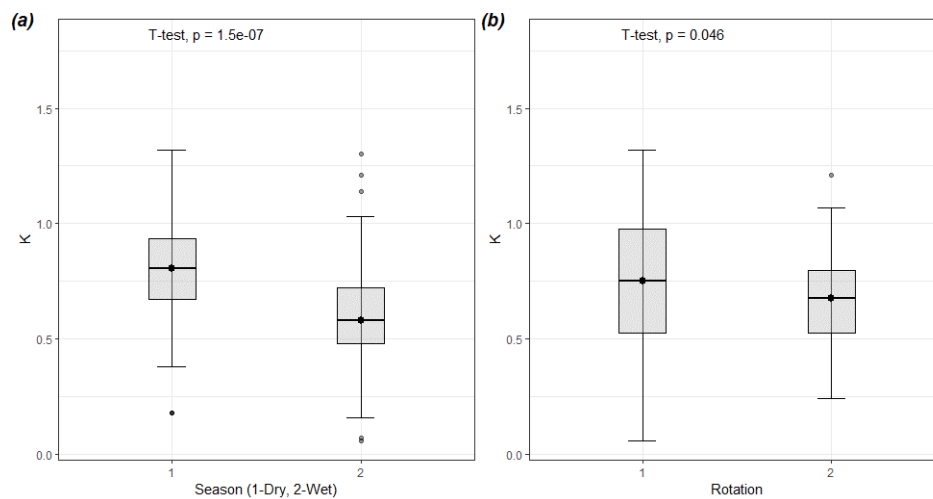 (a)
T-test, p = 1.5e-07
1.5
1.0
0.5
0.0
K
1
2
Season (1-Dry, 2-Wet)
(b)
T-test, p = 0.046
1.5
1.0
0.5
0.0
K
1
2
Rotation